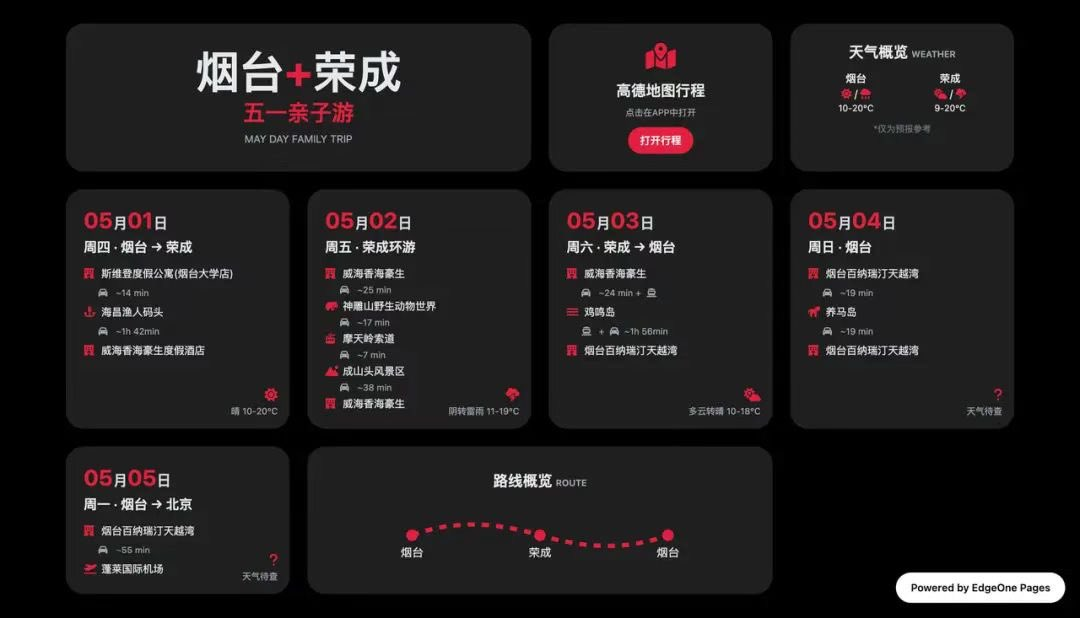 烟台+荣成
五一亲子游
MAY DAY FAMILY TRIP
高德地图行程
点击在APP中打开
打开行程
天气概览 WEATHER
烟台
/
10-20°C
荣成
/
9-20°C
*仅为预报参考
05月01日
周四 · 烟台 → 荣成
斯维登度假公寓(烟台大学店)
~14 min
海昌渔人码头
~1h 42min
威海香海豪生度假酒店
晴 10-20°C
05月02日
周五 · 荣成环游
威海香海豪生
~25 min
神雕山野生动物世界
~17 min
摩天岭索道
~7 min
成山头风景区
~38 min
威海香海豪生
阴转雷雨 11-19°C
05月03日
周六 · 荣成 → 烟台
威海香海豪生
~24 min +
鸡鸣岛
+ ~1h 56min
烟台百纳瑞汀天越湾
多云转晴 10-18°C
05月04日
周日 · 烟台
烟台百纳瑞汀天越湾
~19 min
养马岛
~19 min
烟台百纳瑞汀天越湾
?
天气待查
05月05日
周一 · 烟台 → 北京
烟台百纳瑞汀天越湾
~55 min
蓬莱国际机场
?
天气待查
路线概览 ROUTE
烟台
荣成
烟台
Powered by EdgeOne Pages